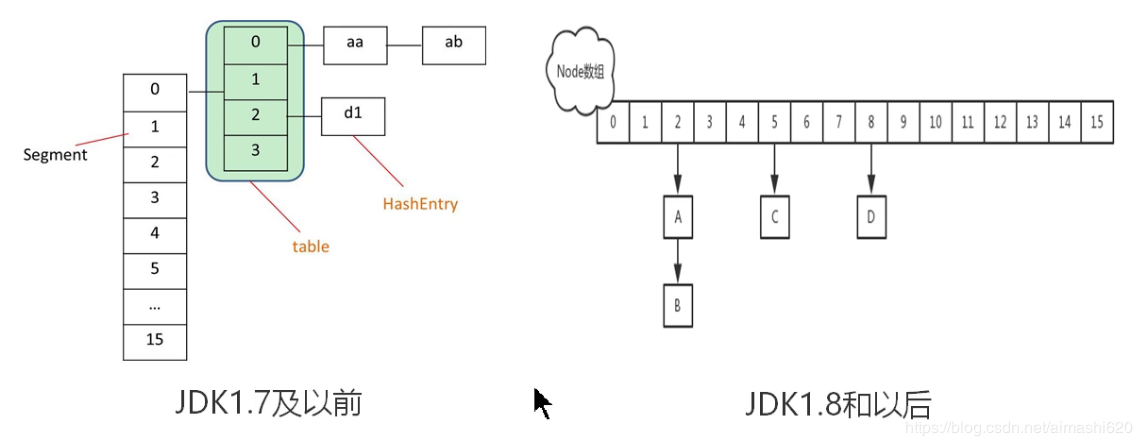 0
aa
ab
1
2
d1
3
0
1
2
3
4
5
...
15
Segment
HashEntry
table
JDK1.7及以前
Node数组
0 1 2 3 4 5 6 7 8 9 10 11 12 13 14 15
A
C
D
B
JDK1.8和以后
https://blog.csdn.net/aimashi620